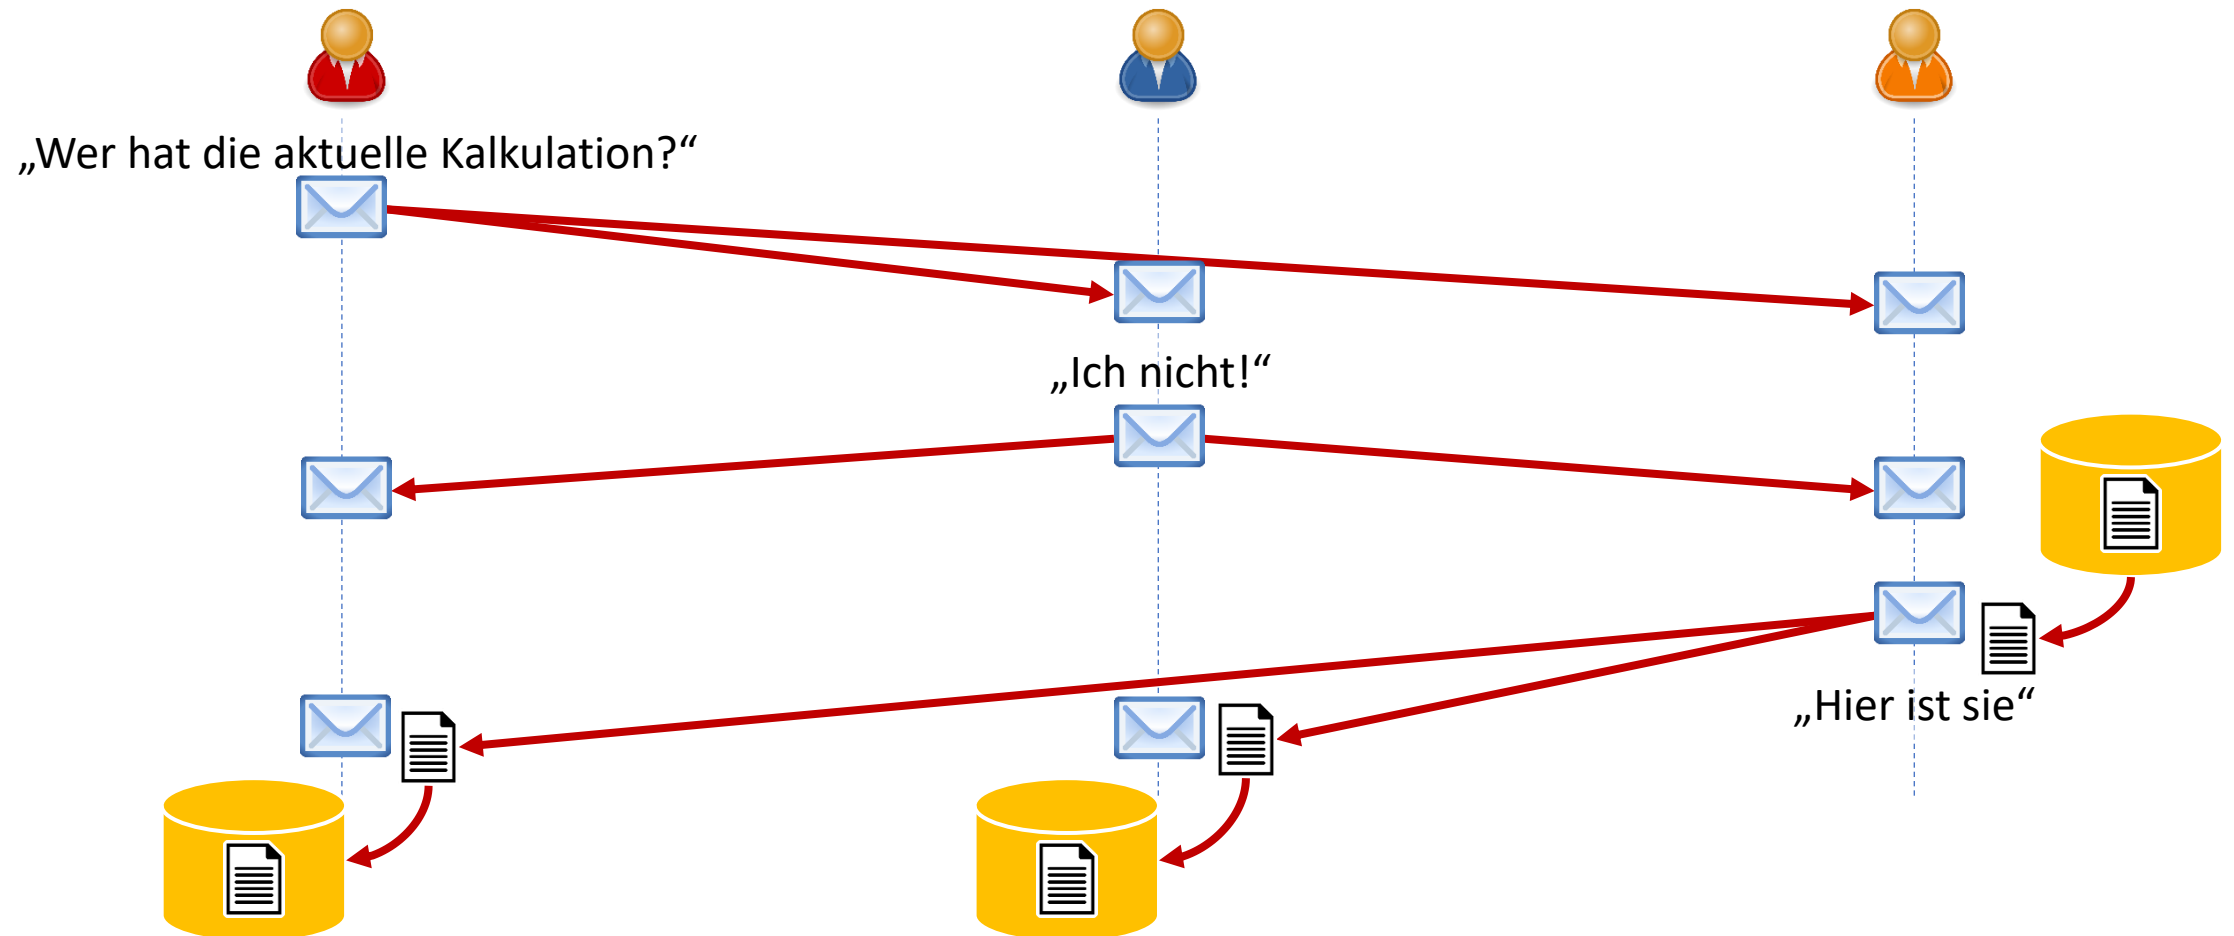 „Wer hat die aktuelle Kalkulation?“
„Ich nicht!“
„Hier ist sie“